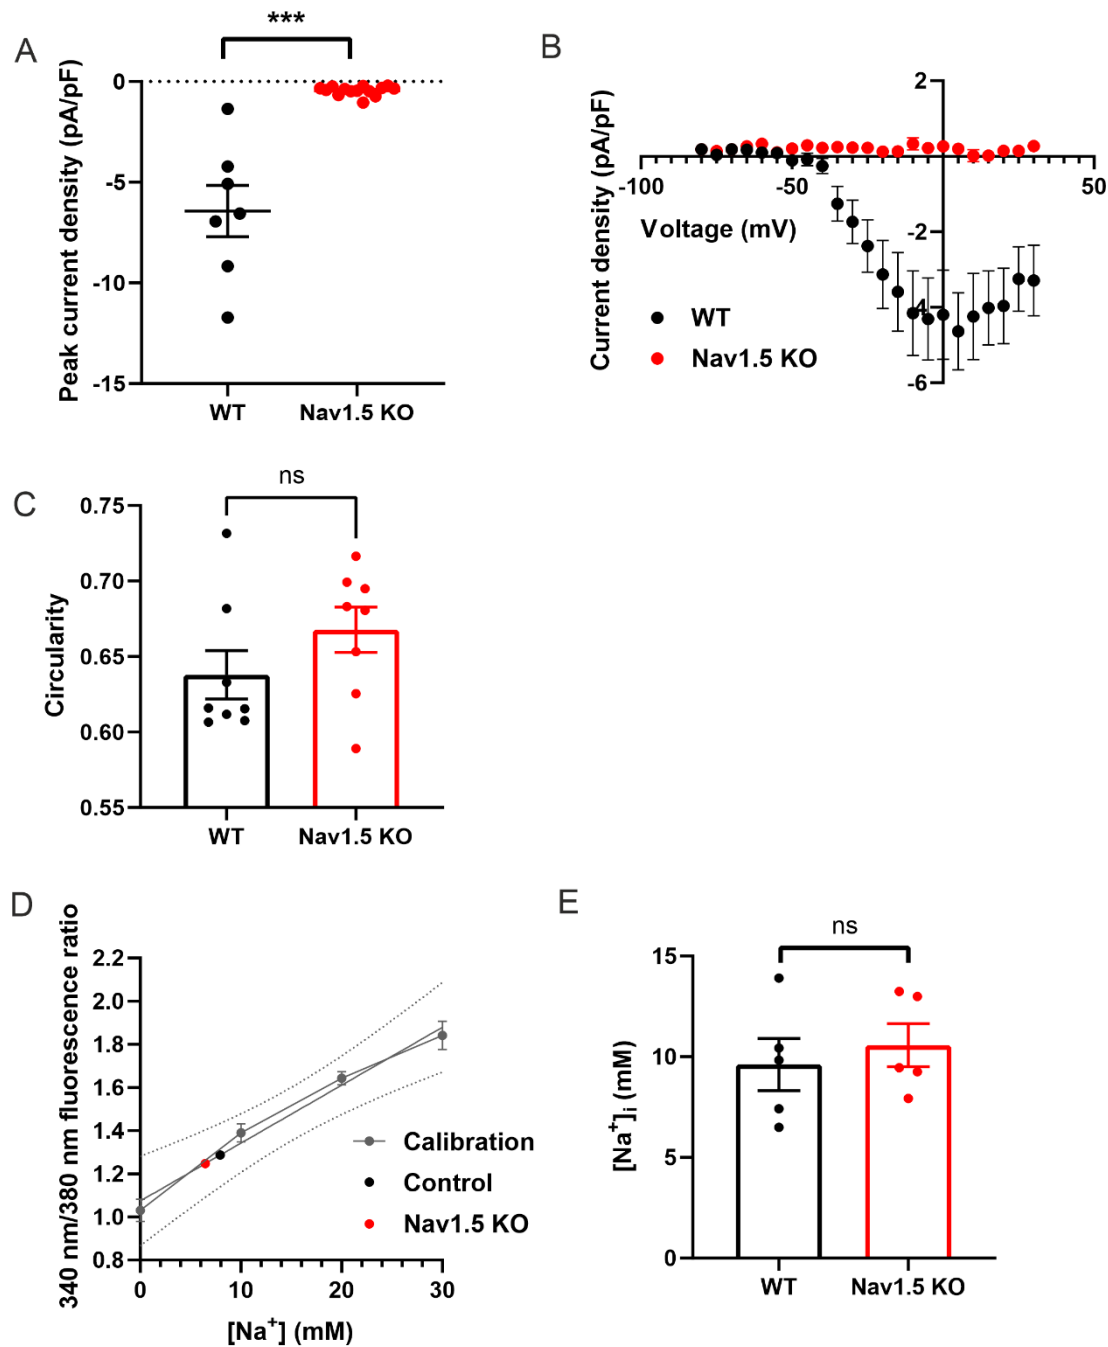 A
***
Peak current density (pA/pF)
0
-5
-10
-15
WT
Nav1.5 KO
B
Current density (pA/pF)
2
-2
-4
-6
-100
-50
50
Voltage (mV)
WT
Nav1.5 KO
C
ns
Circularity
0.75
0.70
0.65
0.60
0.55
WT
Nav1.5 KO
D
340 nm/380 nm fluorescence ratio
2.2
2.0
1.8
1.6
1.4
1.2
1.0
0.8
0
10
20
30
[Na⁺] (mM)
Calibration
Control
Nav1.5 KO
E
ns
[Na⁺]ᵢ (mM)
15
10
5
0
WT
Nav1.5 KO